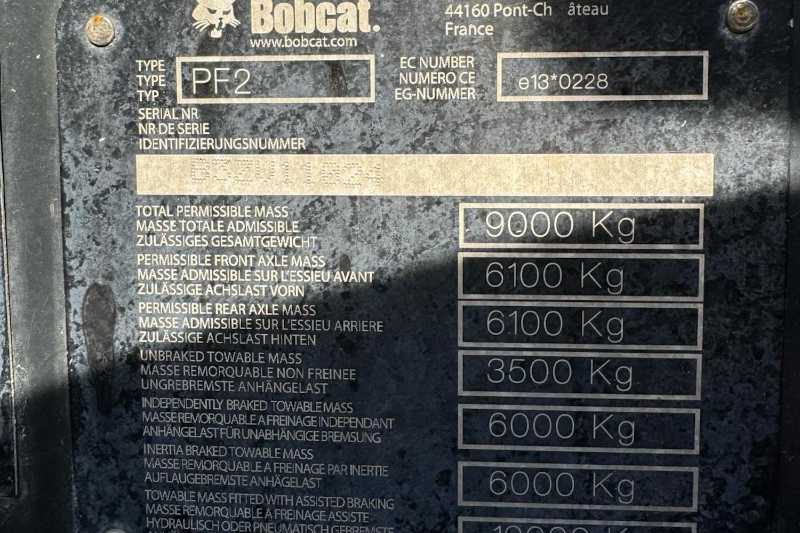 Bobcat.
www.bobcat.com
44160 Pont-Ch âteau
France
TYPE
TYPE
TYP
PF2
EC NUMBER
NUMÉRO CE
EG-NUMMER
e13*0228
SERIAL NR
NR DE SERIE
IDENTIFIZIERUNGSNUMMER
TOTAL PERMISSIBLE MASS
MASSE TOTALE ADMISSIBLE
ZULÄSSIGES GESAMTGEWICHT
9000 Kg
PERMISSIBLE FRONT AXLE MASS
MASSE ADMISSIBLE SUR L'ESSIEU AVANT
ZULÄSSIGE ACHSLAST VORN
6100 Kg
PERMISSIBLE REAR AXLE MASS
MASSE ADMISSIBLE SUR L'ESSIEU ARRIERE
ZULÄSSIGE ACHSLAST HINTEN
6100 Kg
UNBRAKED TOWABLE MASS
MASSE REMORQUABLE NON FREINEE
UNGREBREMSTE ANHÄNGELAST
3500 Kg
INDEPENDENTLY BRAKED TOWABLE MASS
MASSE REMORQUABLE A FREINAGE INDEPENDANT
ANHÄNGELAST FÜR UNABHÄNGIGE BREMSUNG
6000 Kg
INERTIA BRAKED TOWABLE MASS
MASSE REMORQUABLE A FREINAGE PAR INERTIE
AUFLAUGEBREMSTE ANHÄNGELAST
6000 Kg
TOWABLE MASS FITTED WITH ASSISTED BRAKING
MASSE REMORQUABLE A FREINAGE ASSISTE
HYDRAULISCH ODER PNEUMATISCH GEBREMSTE